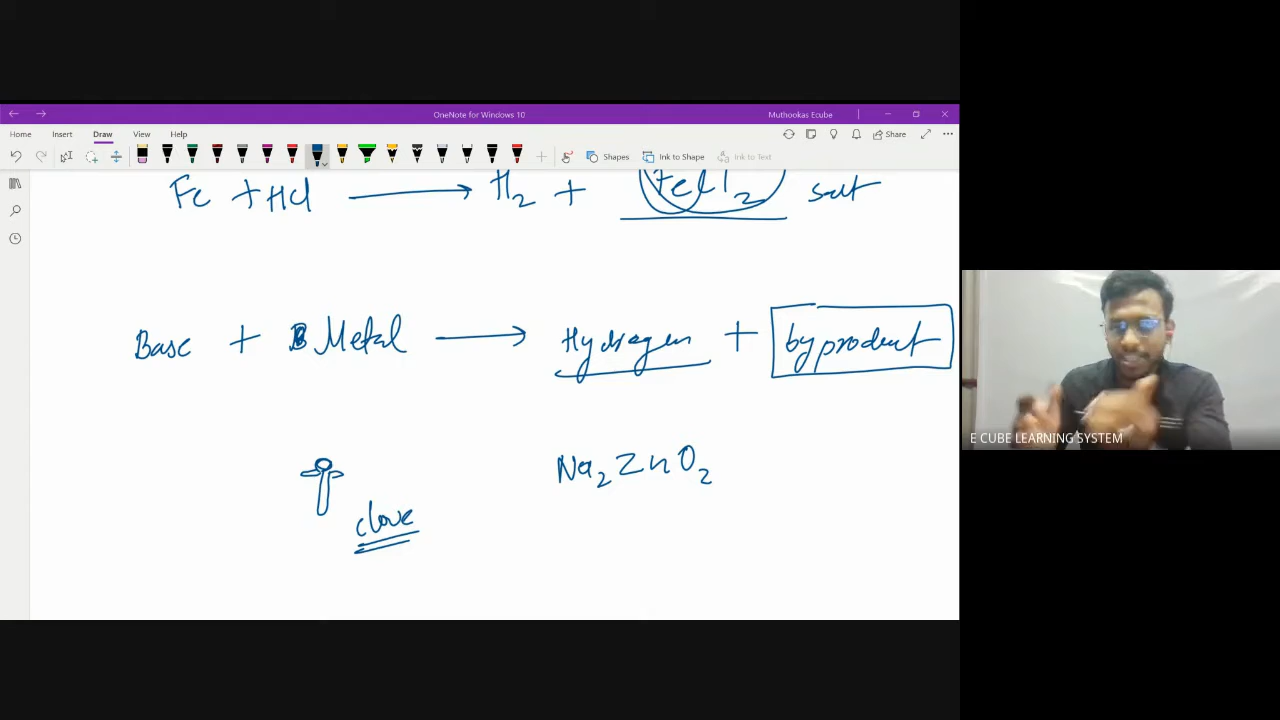 OneNote for Windows 10
Muthookas Ecube
Home Insert Draw View Help
Share
Shapes Ink to Shape Ink to Text
Fe + HCl → H2 + FeCl2 salt
Base + B Metal → Hydrogen + byproduct
Na2ZnO2
clove
E CUBE LEARNING SYSTEM